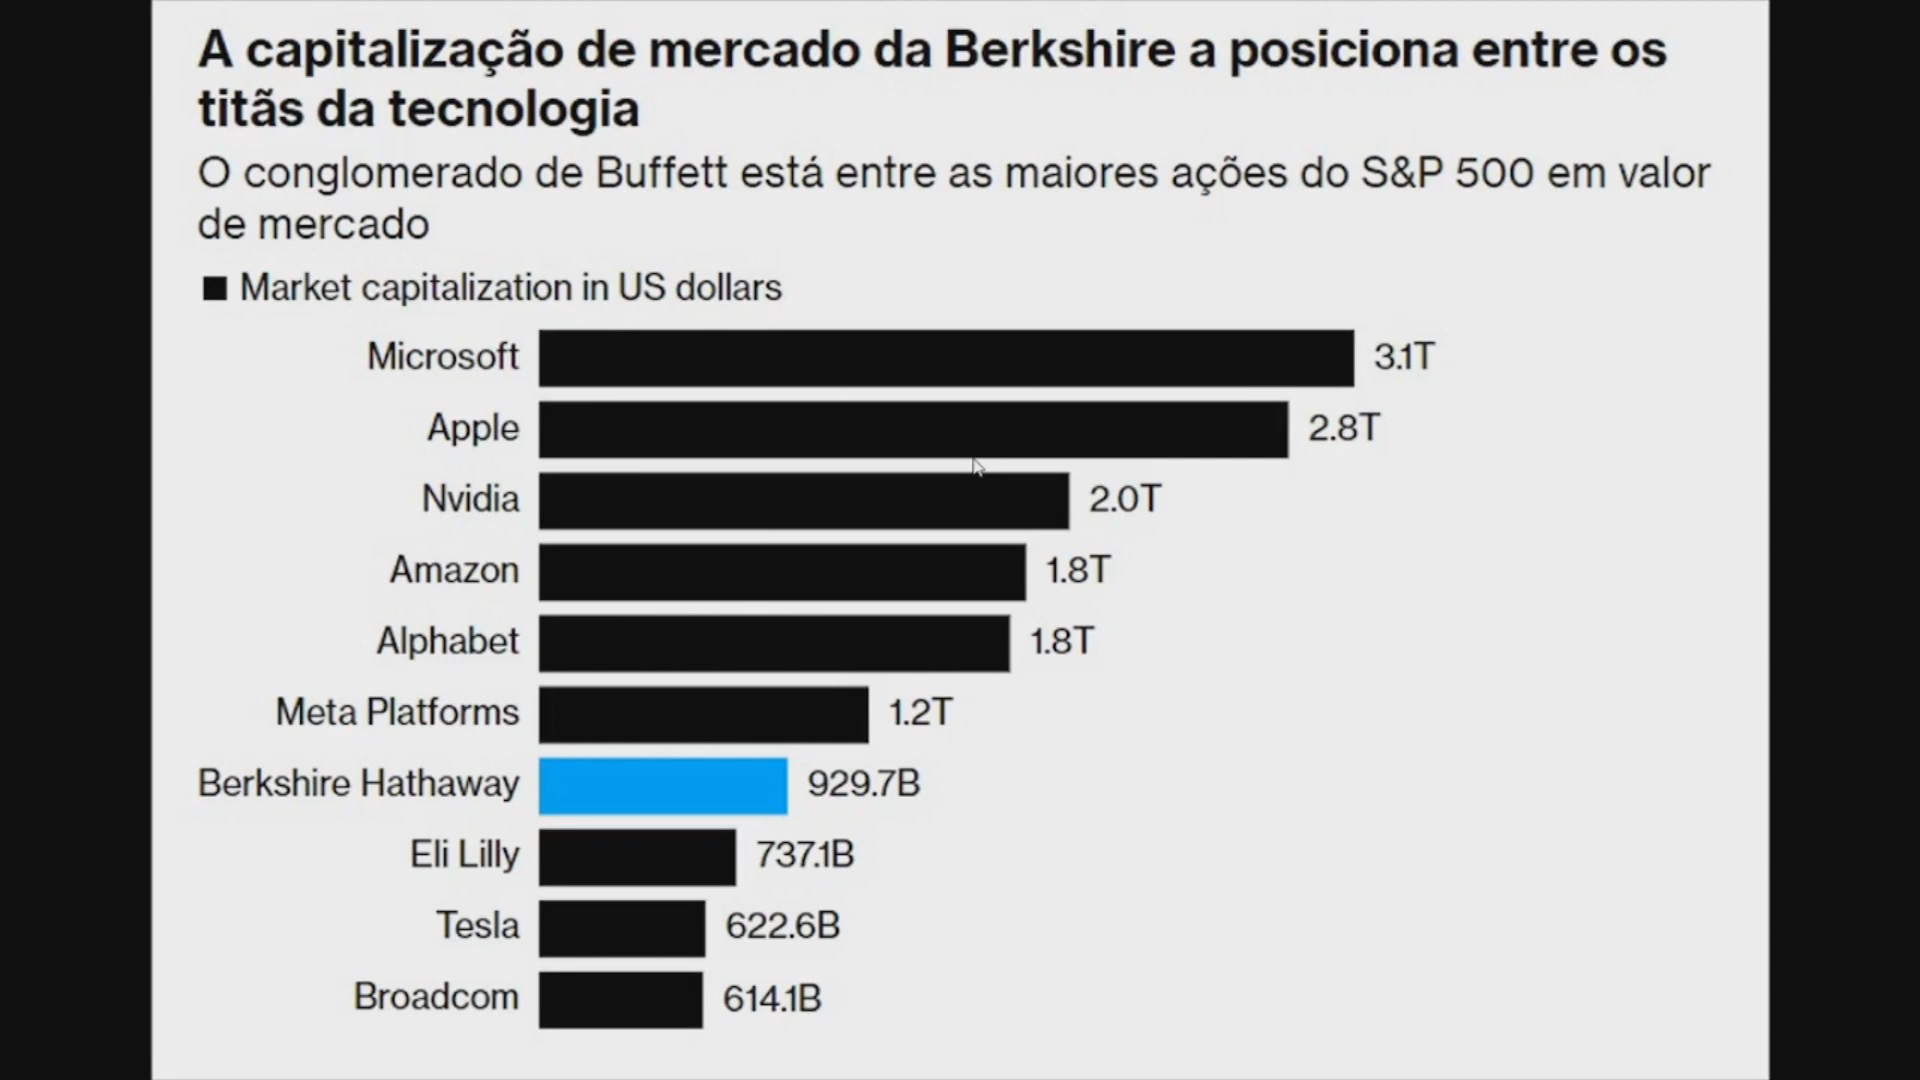 A capitalização de mercado da Berkshire a posiciona entre os
titãs da tecnologia
O conglomerado de Buffett está entre as maiores ações do S&P 500 em valor
de mercado
Market capitalization in US dollars
Microsoft 3.1T
Apple 2.8T
Nvidia 2.0T
Amazon 1.8T
Alphabet 1.8T
Meta Platforms 1.2T
Berkshire Hathaway 929.7B
Eli Lilly 737.1B
Tesla 622.6B
Broadcom 614.1B